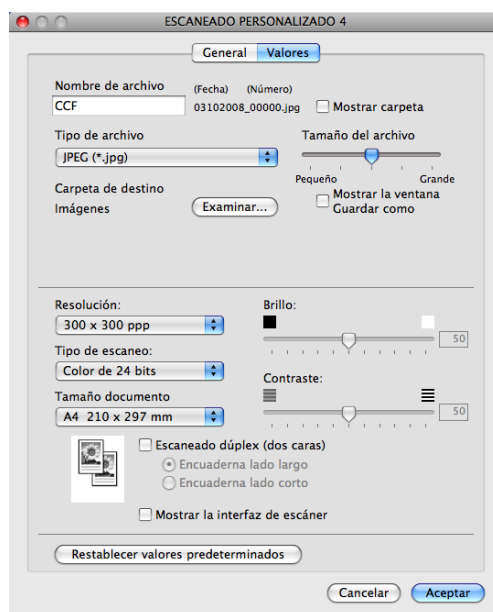 ESCANEADO PERSONALIZADO 4
General Valores
Nombre de archivo (Fecha) (Número)
CCF 03102008_00000.jpg Mostrar carpeta
Tipo de archivo Tamaño del archivo
JPEG (*.jpg)
Pequeño Grande
Carpeta de destino Mostrar la ventana
Imágenes Examinar... Guardar como
Resolución: Brillo:
300 x 300 ppp 50
Tipo de escaneo:
Color de 24 bits Contraste:
Tamaño documento
A4 210 x 297 mm 50
Escaneado dúplex (dos caras)
Encuaderna lado largo
Encuaderna lado corto
Mostrar la interfaz de escáner
Restablecer valores predeterminados
Cancelar Aceptar